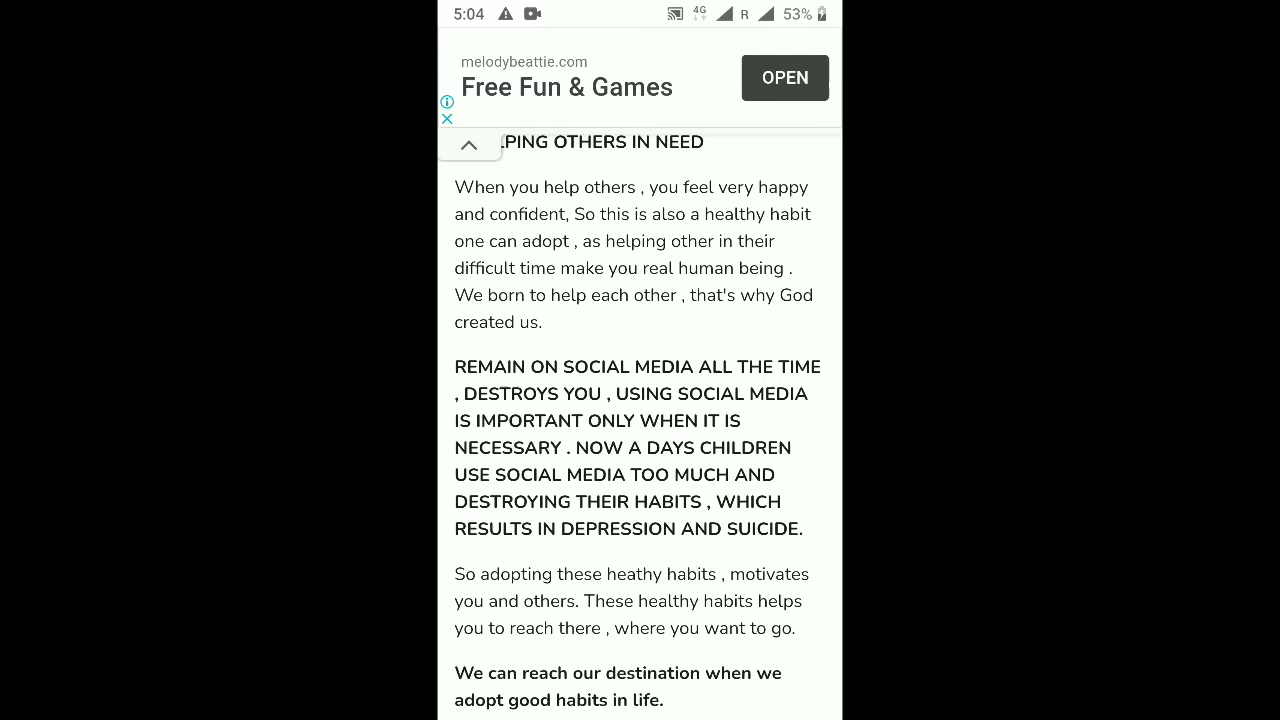 5:04 4G R 53%
melodybeattie.com
Free Fun & Games
OPEN
LPING OTHERS IN NEED
When you help others , you feel very happy
and confident, So this is also a healthy habit
one can adopt , as helping other in their
difficult time make you real human being .
We born to help each other , that's why God
created us.
REMAIN ON SOCIAL MEDIA ALL THE TIME
, DESTROYS YOU , USING SOCIAL MEDIA
IS IMPORTANT ONLY WHEN IT IS
NECESSARY . NOW A DAYS CHILDREN
USE SOCIAL MEDIA TOO MUCH AND
DESTROYING THEIR HABITS , WHICH
RESULTS IN DEPRESSION AND SUICIDE.
So adopting these heathy habits , motivates
you and others. These healthy habits helps
you to reach there , where you want to go.
We can reach our destination when we
adopt good habits in life.